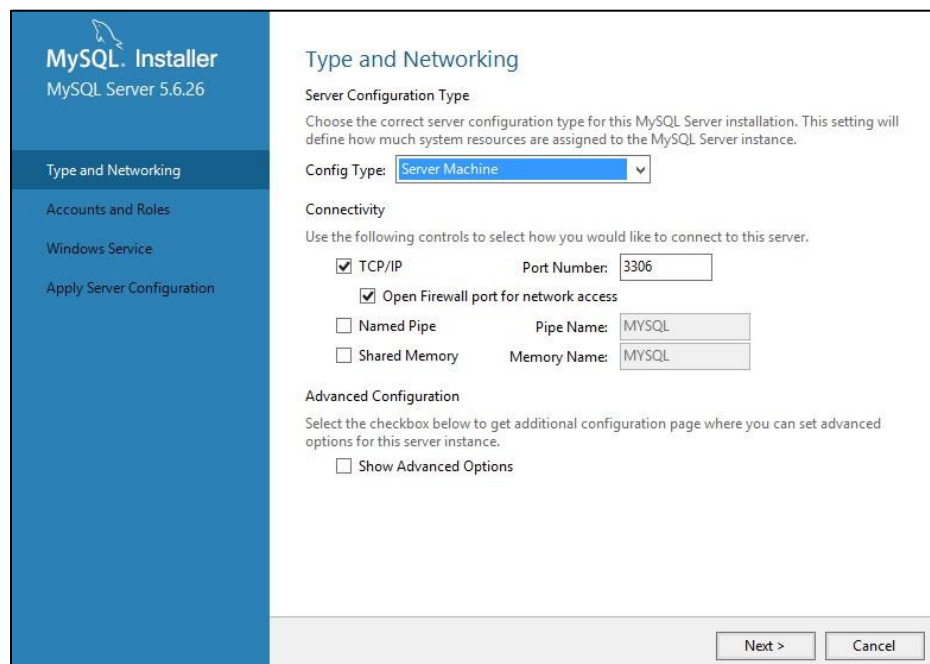 MySQL. Installer
MySQL Server 5.6.26
Type and Networking
Accounts and Roles
Windows Service
Apply Server Configuration
Type and Networking
Server Configuration Type
Choose the correct server configuration type for this MySQL Server installation. This setting will
define how much system resources are assigned to the MySQL Server instance.
Config Type: Server Machine
Connectivity
Use the following controls to select how you would like to connect to this server.
TCP/IP Port Number: 3306
Open Firewall port for network access
Named Pipe Pipe Name: MYSQL
Shared Memory Memory Name: MYSQL
Advanced Configuration
Select the checkbox below to get additional configuration page where you can set advanced
options for this server instance.
Show Advanced Options
Next > Cancel